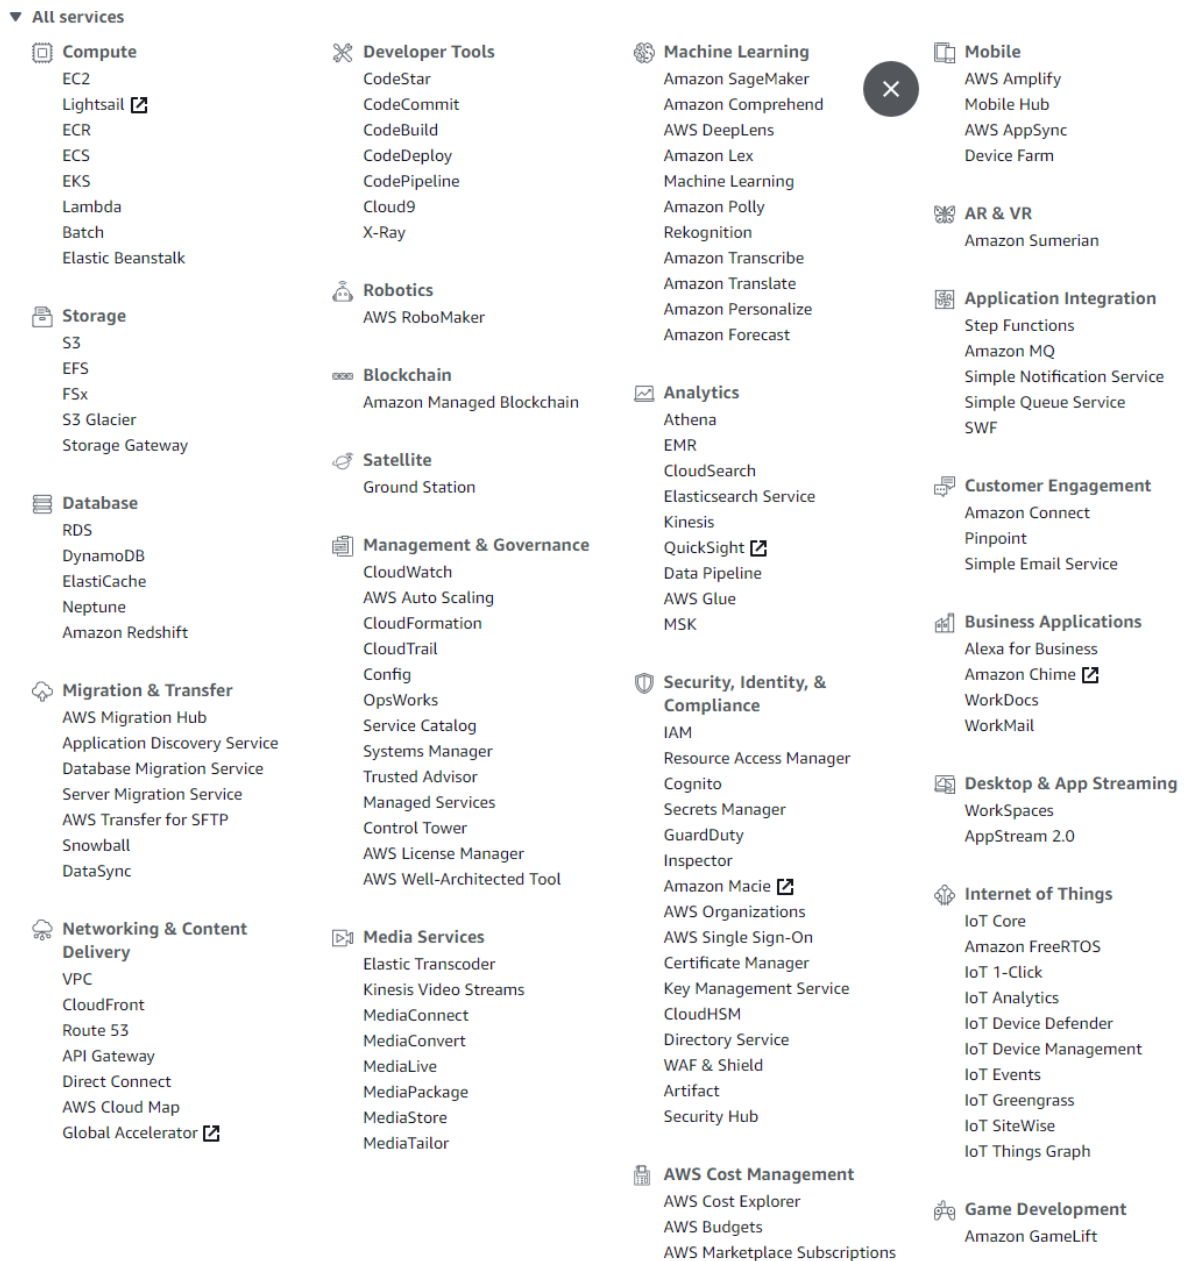 All services
Compute
EC2
Lightsail
ECR
ECS
EKS
Lambda
Batch
Elastic Beanstalk
Storage
S3
EFS
FSx
S3 Glacier
Storage Gateway
Database
RDS
DynamoDB
ElastiCache
Neptune
Amazon Redshift
Migration & Transfer
AWS Migration Hub
Application Discovery Service
Database Migration Service
Server Migration Service
AWS Transfer for SFTP
Snowball
DataSync
Networking & Content
Delivery
VPC
CloudFront
Route 53
API Gateway
Direct Connect
AWS Cloud Map
Global Accelerator
Developer Tools
CodeStar
CodeCommit
CodeBuild
CodeDeploy
CodePipeline
Cloud9
X-Ray
Robotics
AWS RoboMaker
Blockchain
Amazon Managed Blockchain
Satellite
Ground Station
Management & Governance
CloudWatch
AWS Auto Scaling
CloudFormation
CloudTrail
Config
OpsWorks
Service Catalog
Systems Manager
Trusted Advisor
Managed Services
Control Tower
AWS License Manager
AWS Well-Architected Tool
Media Services
Elastic Transcoder
Kinesis Video Streams
MediaConnect
MediaConvert
MediaLive
MediaPackage
MediaStore
MediaTailor
Machine Learning
Amazon SageMaker
Amazon Comprehend
AWS DeepLens
Amazon Lex
Machine Learning
Amazon Polly
Rekognition
Amazon Transcribe
Amazon Translate
Amazon Personalize
Amazon Forecast
Analytics
Athena
EMR
CloudSearch
Elasticsearch Service
Kinesis
QuickSight
Data Pipeline
AWS Glue
MSK
Security, Identity, &
Compliance
IAM
Resource Access Manager
Cognito
Secrets Manager
GuardDuty
Inspector
Amazon Macie
AWS Organizations
AWS Single Sign-On
Certificate Manager
Key Management Service
CloudHSM
Directory Service
WAF & Shield
Artifact
Security Hub
AWS Cost Management
AWS Cost Explorer
AWS Budgets
AWS Marketplace Subscriptions
Mobile
AWS Amplify
Mobile Hub
AWS AppSync
Device Farm
AR & VR
Amazon Sumerian
Application Integration
Step Functions
Amazon MQ
Simple Notification Service
Simple Queue Service
SWF
Customer Engagement
Amazon Connect
Pinpoint
Simple Email Service
Business Applications
Alexa for Business
Amazon Chime
WorkDocs
WorkMail
Desktop & App Streaming
WorkSpaces
AppStream 2.0
Internet of Things
IoT Core
Amazon FreeRTOS
IoT 1-Click
IoT Analytics
IoT Device Defender
IoT Device Management
IoT Events
IoT Greengrass
IoT SiteWise
IoT Things Graph
Game Development
Amazon GameLift